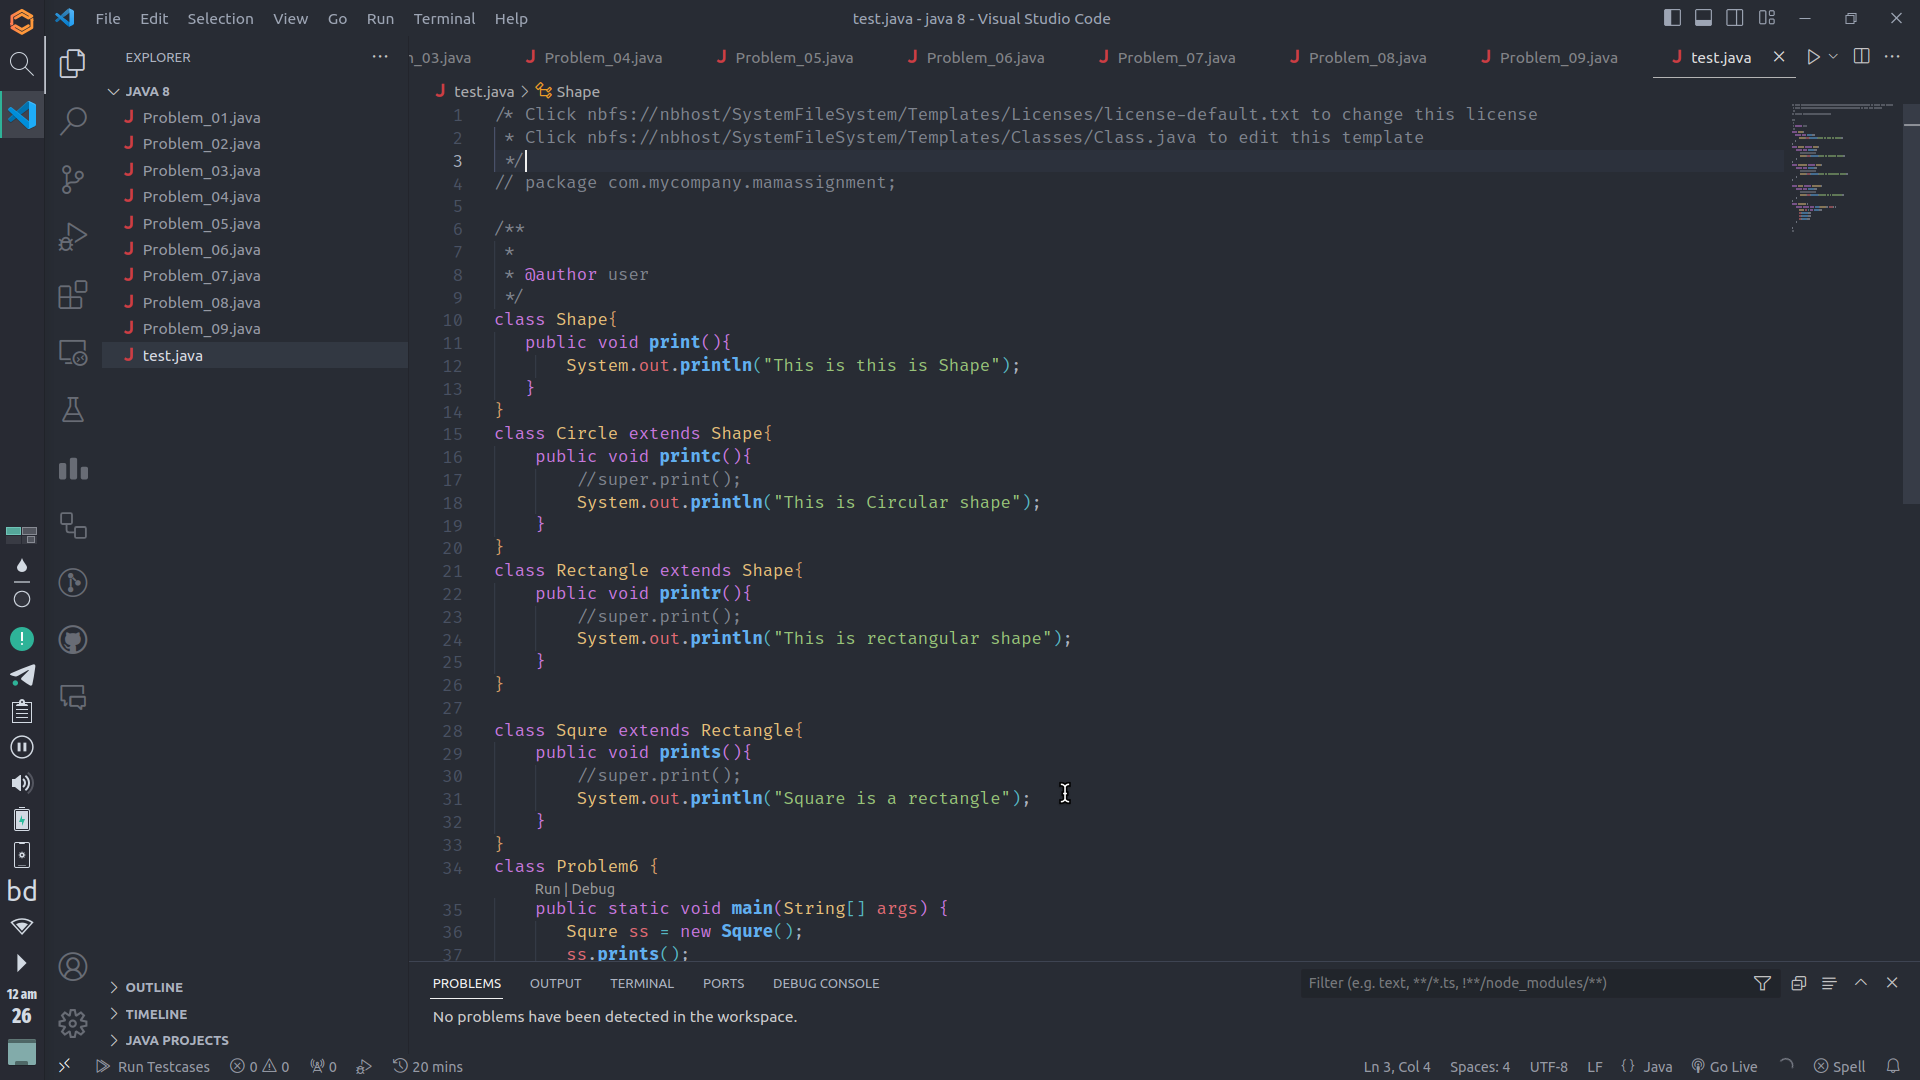 File Edit Selection View Go Run Terminal Help
test.java - java 8 - Visual Studio Code
EXPLORER
_03.java Problem_04.java Problem_05.java Problem_06.java Problem_07.java Problem_08.java Problem_09.java test.java
JAVA 8
Problem_01.java
Problem_02.java
Problem_03.java
Problem_04.java
Problem_05.java
Problem_06.java
Problem_07.java
Problem_08.java
Problem_09.java
test.java
OUTLINE
TIMELINE
JAVA PROJECTS
test.java > Shape
1 /* Click nbfs://nbhost/SystemFileSystem/Templates/Licenses/license-default.txt to change this license
2 * Click nbfs://nbhost/SystemFileSystem/Templates/Classes/Class.java to edit this template
3 */
4 // package com.mycompany.mamassignment;
5
6 /**
7 *
8 * @author user
9 */
10 class Shape{
11 public void print(){
12 System.out.println("This is this is Shape");
13 }
14 }
15 class Circle extends Shape{
16 public void printc(){
17 //super.print();
18 System.out.println("This is Circular shape");
19 }
20 }
21 class Rectangle extends Shape{
22 public void printr(){
23 //super.print();
24 System.out.println("This is rectangular shape");
25 }
26 }
27
28 class Squre extends Rectangle{
29 public void prints(){
30 //super.print();
31 System.out.println("Square is a rectangle");
32 }
33 }
34 class Problem6 {
Run | Debug
35 public static void main(String[] args) {
36 Squre ss = new Squre();
37 ss.prints();
PROBLEMS OUTPUT TERMINAL PORTS DEBUG CONSOLE
Filter (e.g. text, **/*.ts, !**/node_modules/**)
No problems have been detected in the workspace.
bd
12 am
26
Run Testcases 0 0 0 20 mins
Ln 3, Col 4 Spaces: 4 UTF-8 LF {} Java Go Live Spell